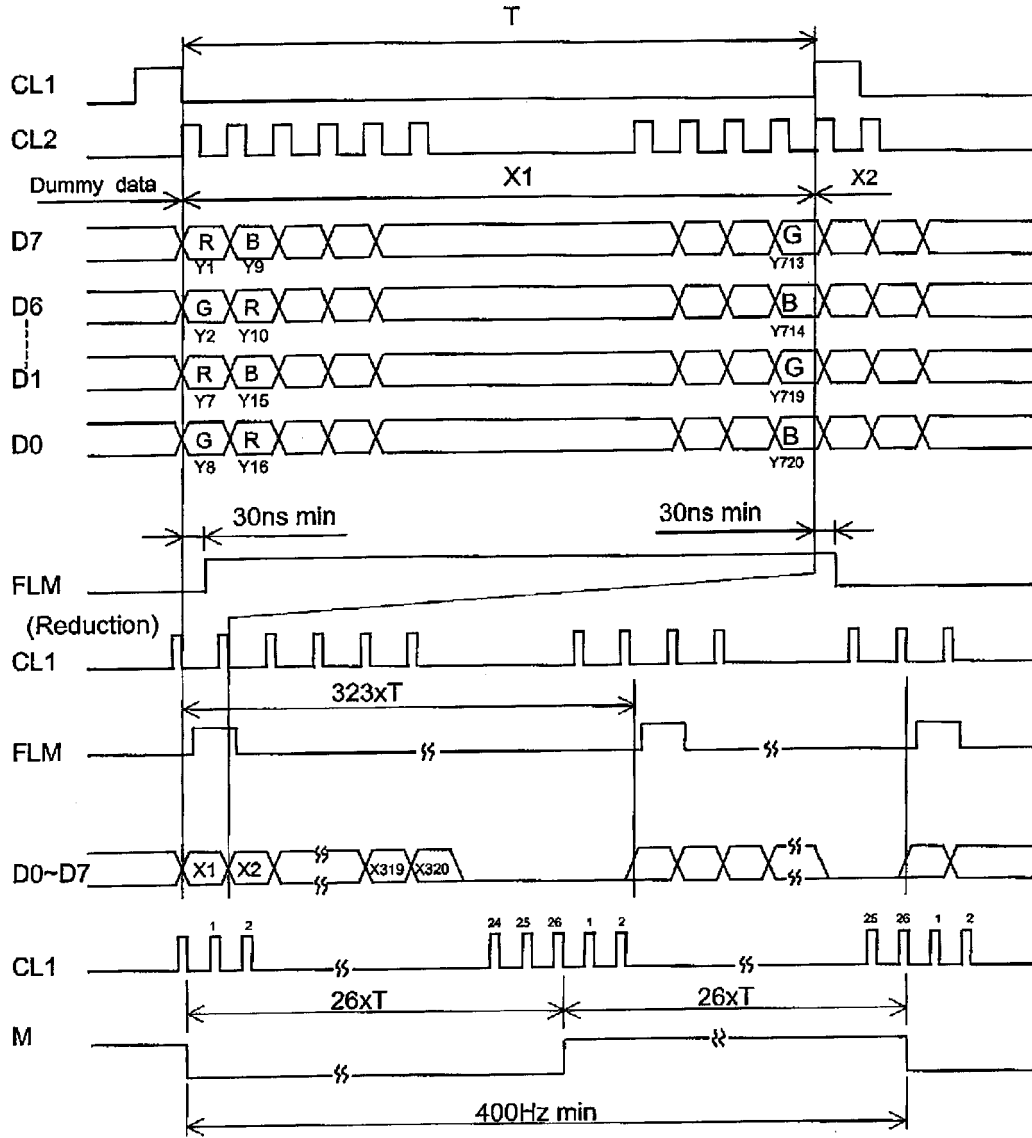 T
CL1
CL2
Dummy data X1 X2
D7 R B G
Y1 Y9 Y713
D6 G R B
Y2 Y10 Y714
D1 R B G
Y7 Y15 Y719
D0 G R B
Y8 Y16 Y720
30ns min 30ns min
FLM
(Reduction)
CL1
323xT
FLM
D0~D7 X1 X2 X319 X320
1 2 24 25 26 1 2 25 26 1 2
CL1
26xT 26xT
M
400Hz min